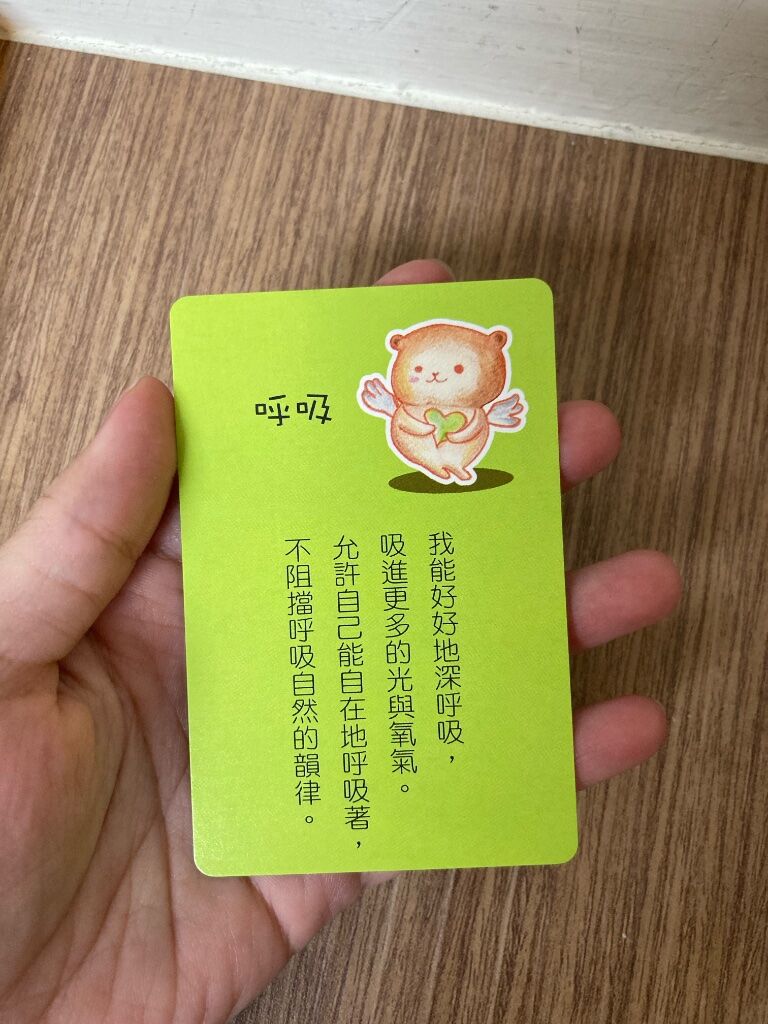 呼吸
我能好好地深呼吸，
吸進更多的光與氧氣。
允許自己能自在地呼吸著，
不阻擋呼吸自然的韻律。